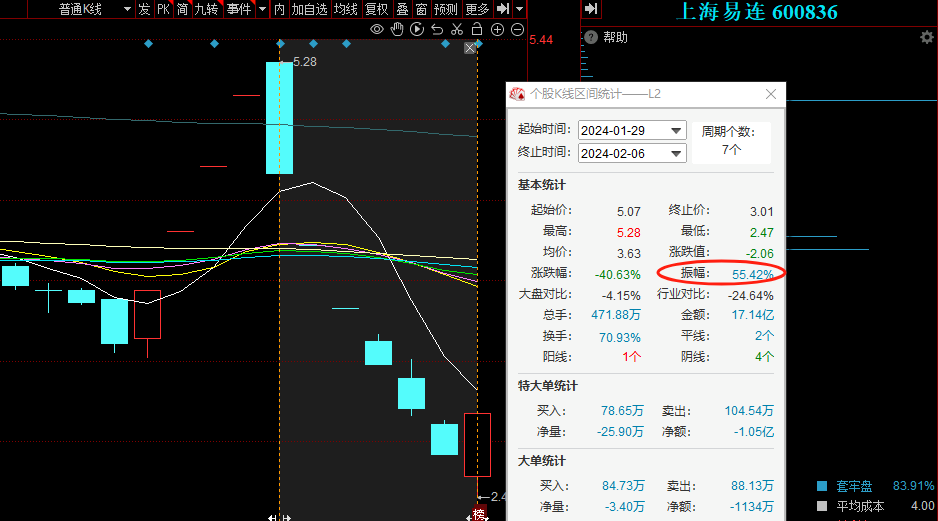 普通K线 发 PK 简 九转 事件 内 加自选 均线 复权 叠 窗 预测 更多
上海易连 600836
5.44
帮助
5.28
个股K线区间统计——L2
起始时间: 2024-01-29 周期个数:
终止时间: 2024-02-06 7个
基本统计
起始价: 5.07 终止价: 3.01
最高: 5.28 最低: 2.47
均价: 3.63 涨跌值: -2.06
涨跌幅: -40.63% 振幅: 55.42%
大盘对比: -4.15% 行业对比: -24.64%
总手: 471.88万 金额: 17.14亿
换手: 70.93% 平线: 2个
阳线: 1个 阴线: 4个
特大单统计
买入: 78.65万 卖出: 104.54万
净量: -25.90万 净额: -1.05亿
大单统计
买入: 84.73万 卖出: 88.13万
净量: -3.40万 净额: -1134万
套牢盘 83.91%
平均成本 4.00
榜